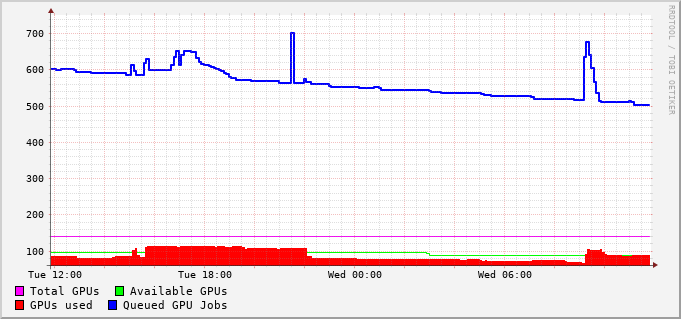 700
600
500
400
300
200
100
Tue 12:00 Tue 18:00 Wed 00:00 Wed 06:00
Total GPUs Available GPUs
GPUs used Queued GPU Jobs
RRDTOOL / TOBI OETIKER